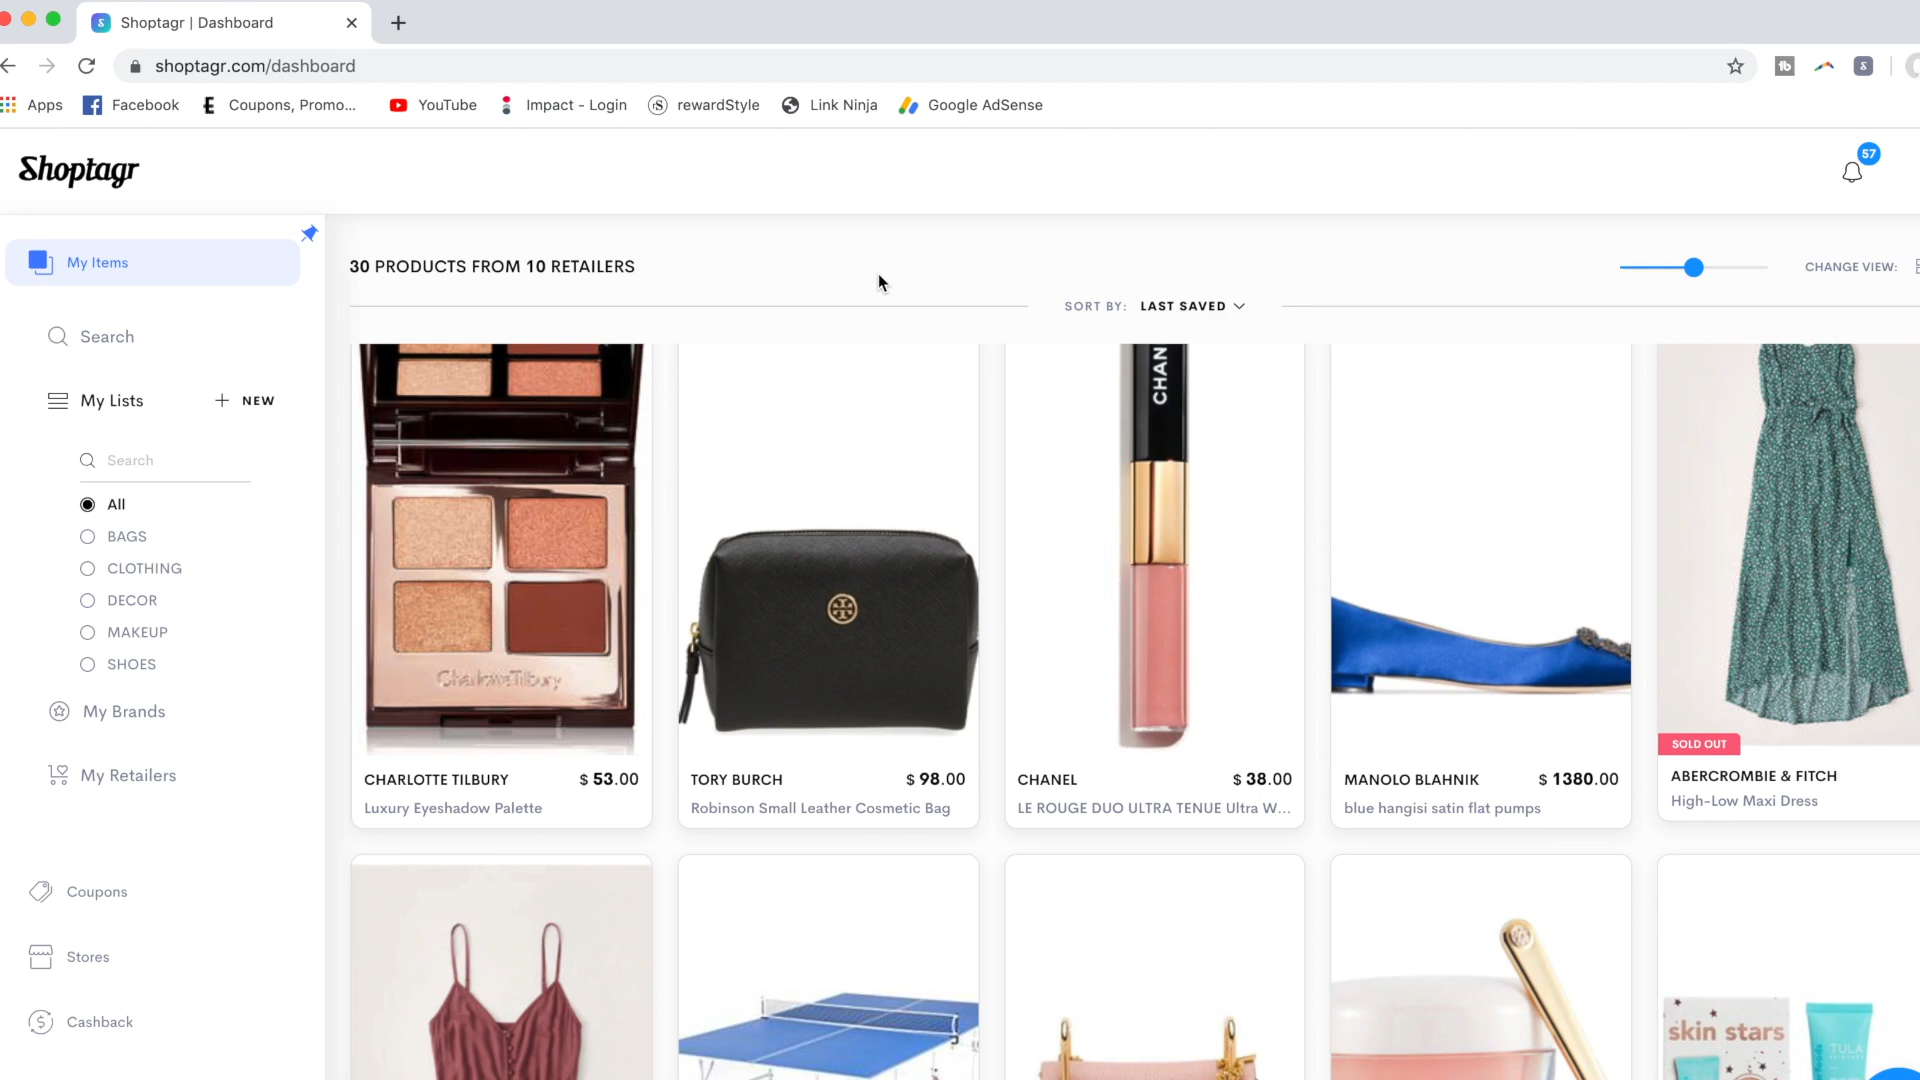 Shoptagr | Dashboard
shoptagr.com/dashboard
Apps
Facebook
Coupons, Promo...
YouTube
Impact - Login
rewardStyle
Link Ninja
Google AdSense
Shoptagr
57
My Items
Search
My Lists
+ NEW
Search
All
BAGS
CLOTHING
DECOR
MAKEUP
SHOES
My Brands
My Retailers
Coupons
Stores
Cashback
30 PRODUCTS FROM 10 RETAILERS
CHANGE VIEW:
SORT BY: LAST SAVED
Charlotte Tilbury
CHARLOTTE TILBURY $ 53.00
Luxury Eyeshadow Palette
TORY BURCH $ 98.00
Robinson Small Leather Cosmetic Bag
CHAN
CHANEL $ 38.00
LE ROUGE DUO ULTRA TENUE Ultra W...
MANOLO BLAHNIK $ 1380.00
blue hangisi satin flat pumps
SOLD OUT
ABERCROMBIE & FITCH
High-Low Maxi Dress
skin stars
TULA